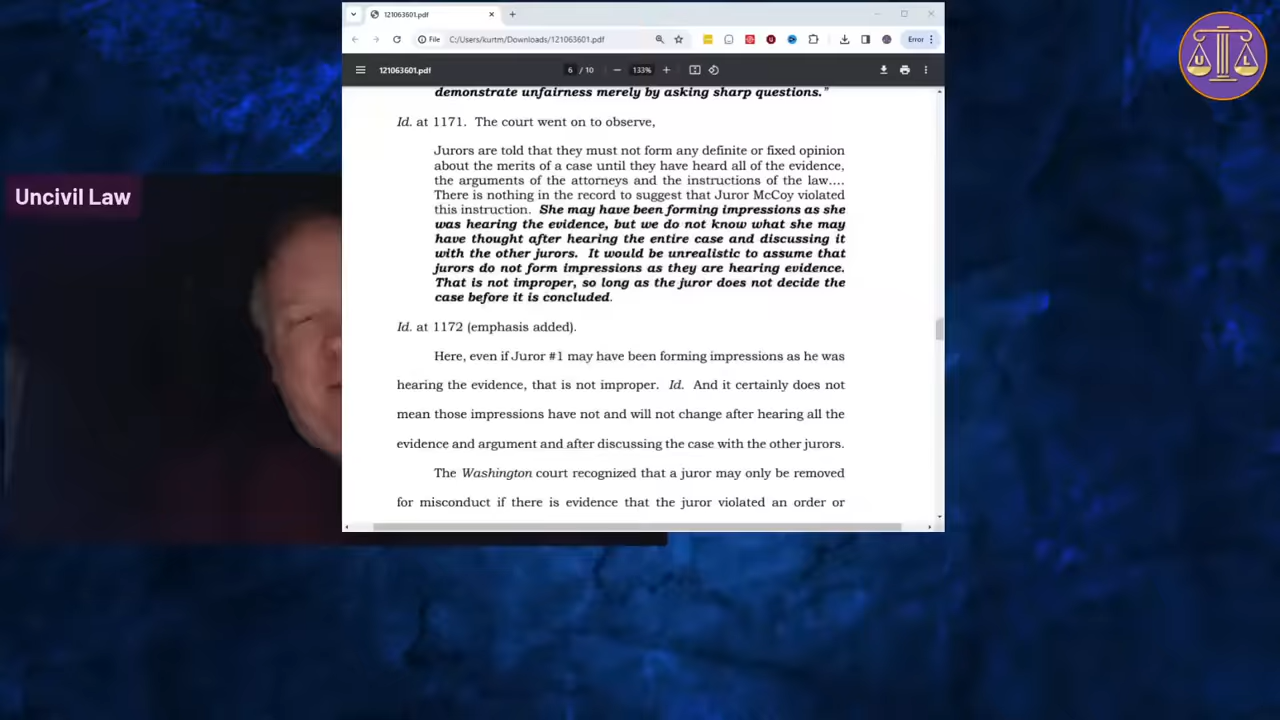 121063601.pdf
File
C:/Users/kurtm/Downloads/121063601.pdf
Error
121063601.pdf
6 / 10
133%
U L
Uncivil Law
demonstrate unfairness merely by asking sharp questions."
Id. at 1171. The court went on to observe,
Jurors are told that they must not form any definite or fixed opinion
about the merits of a case until they have heard all of the evidence,
the arguments of the attorneys and the instructions of the law....
There is nothing in the record to suggest that Juror McCoy violated
this instruction. She may have been forming impressions as she
was hearing the evidence, but we do not know what she may
have thought after hearing the entire case and discussing it
with the other jurors. It would be unrealistic to assume that
jurors do not form impressions as they are hearing evidence.
That is not improper, so long as the juror does not decide the
case before it is concluded.
Id. at 1172 (emphasis added).
Here, even if Juror #1 may have been forming impressions as he was
hearing the evidence, that is not improper. Id. And it certainly does not
mean those impressions have not and will not change after hearing all the
evidence and argument and after discussing the case with the other jurors.
The Washington court recognized that a juror may only be removed
for misconduct if there is evidence that the juror violated an order or